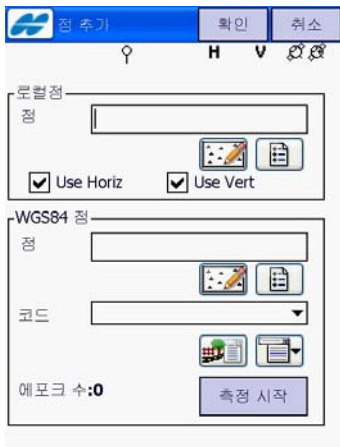 점 추가 확인 취소
H V
로컬점
점
Use Horiz Use Vert
WGS84 점
점
코드
에포크 수:0 측정 시작